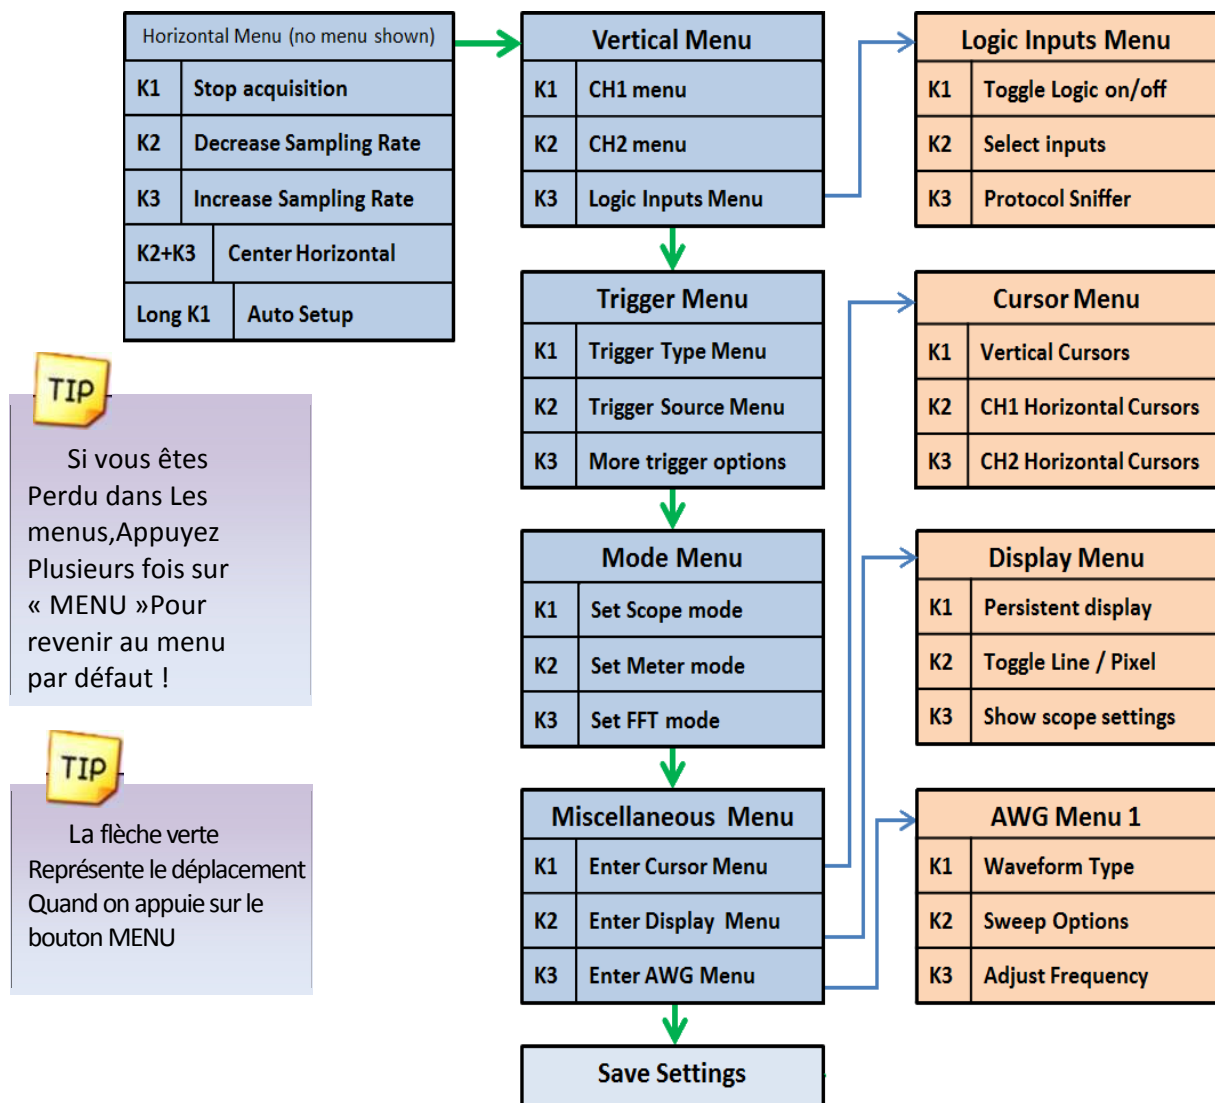 Horizontal Menu (no menu shown)
K1 Stop acquisition
K2 Decrease Sampling Rate
K3 Increase Sampling Rate
K2+K3 Center Horizontal
Long K1 Auto Setup
TIP
Si vous êtes
Perdu dans Les
menus,Appuyez
Plusieurs fois sur
« MENU »Pour
revenir au menu
par défaut !
TIP
La flèche verte
Représente le déplacement
Quand on appuie sur le
bouton MENU
Vertical Menu
K1 CH1 menu
K2 CH2 menu
K3 Logic Inputs Menu
Trigger Menu
K1 Trigger Type Menu
K2 Trigger Source Menu
K3 More trigger options
Mode Menu
K1 Set Scope mode
K2 Set Meter mode
K3 Set FFT mode
Miscellaneous Menu
K1 Enter Cursor Menu
K2 Enter Display Menu
K3 Enter AWG Menu
Save Settings
Logic Inputs Menu
K1 Toggle Logic on/off
K2 Select inputs
K3 Protocol Sniffer
Cursor Menu
K1 Vertical Cursors
K2 CH1 Horizontal Cursors
K3 CH2 Horizontal Cursors
Display Menu
K1 Persistent display
K2 Toggle Line / Pixel
K3 Show scope settings
AWG Menu 1
K1 Waveform Type
K2 Sweep Options
K3 Adjust Frequency